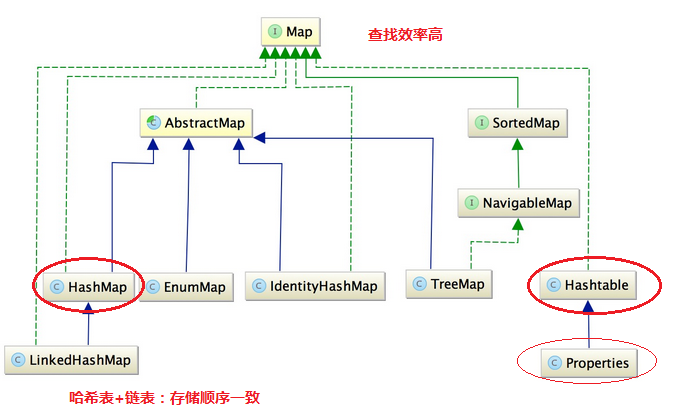 I Map
查找效率高
C AbstractMap
I SortedMap
I NavigableMap
C HashMap
C EnumMap
C IdentityHashMap
C TreeMap
C Hashtable
C LinkedHashMap
C Properties
哈希表+链表：存储顺序一致